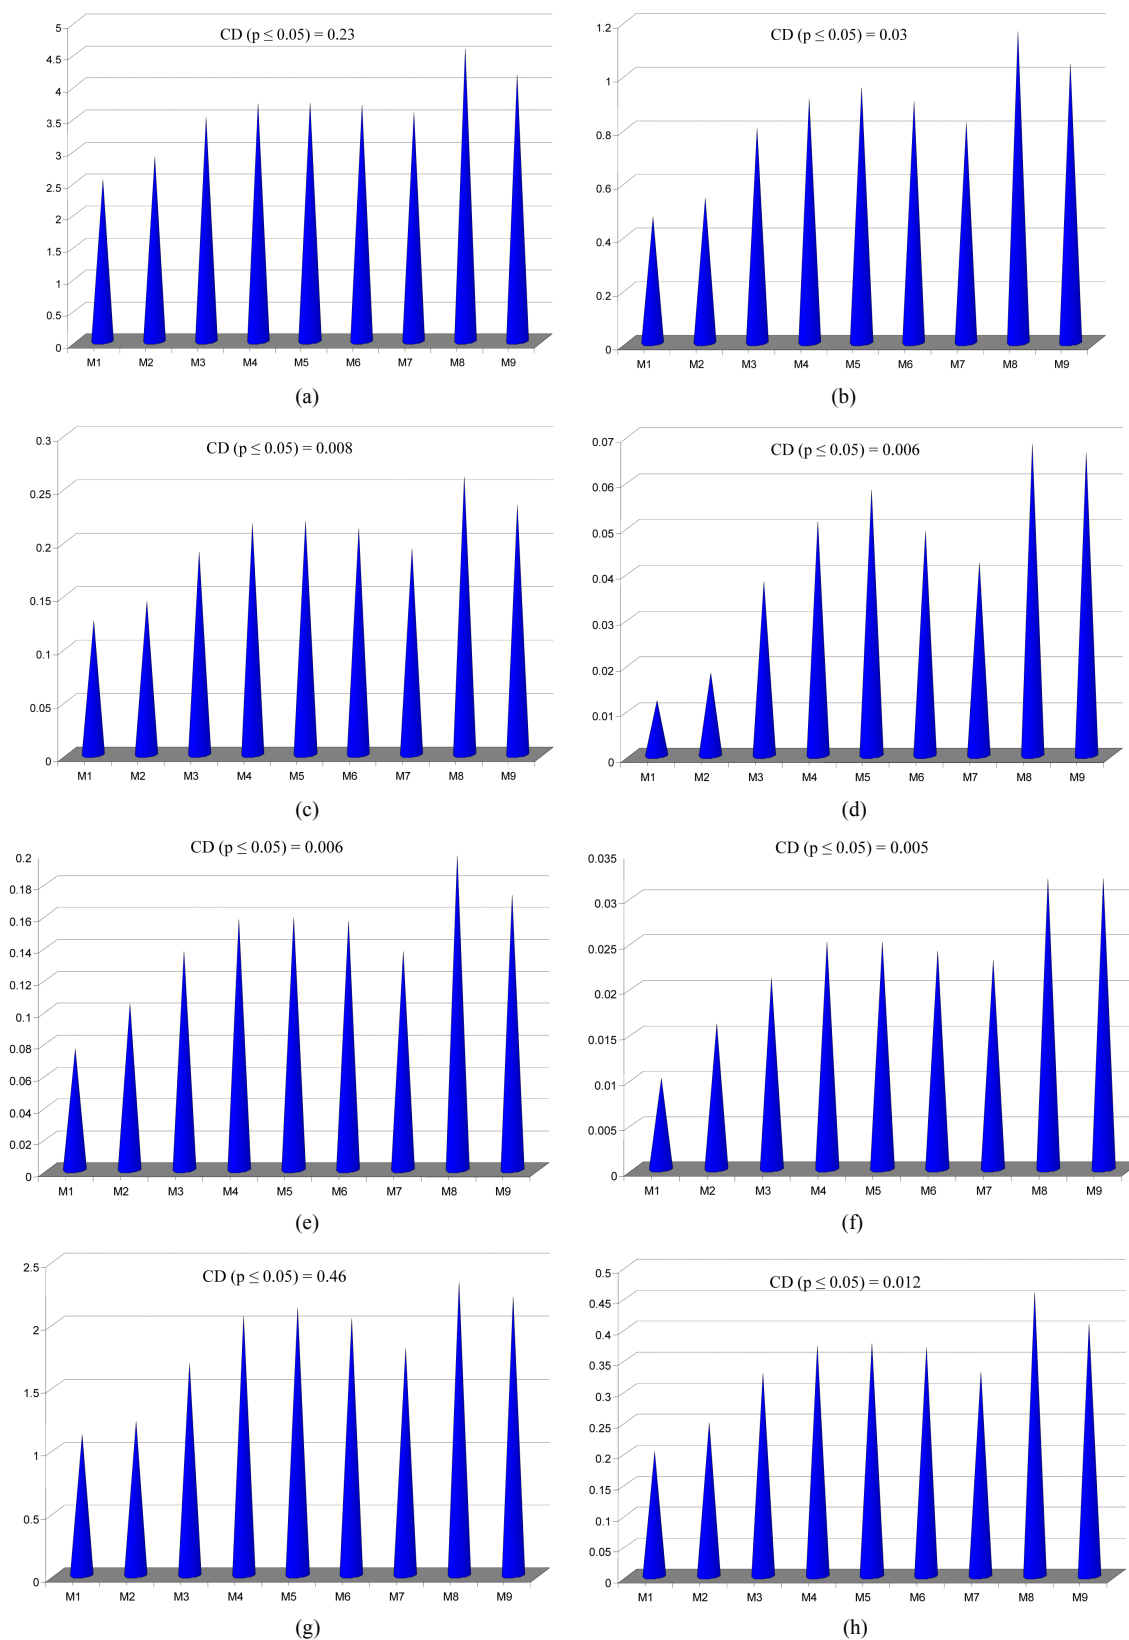 CD (p ≤ 0.05) = 0.23
5
4.5
4
3.5
3
2.5
2
1.5
1
0.5
0
M1 M2 M3 M4 M5 M6 M7 M8 M9
(a)
CD (p ≤ 0.05) = 0.03
1.2
1
0.8
0.6
0.4
0.2
0
M1 M2 M3 M4 M5 M6 M7 M8 M9
(b)
CD (p ≤ 0.05) = 0.008
0.3
0.25
0.2
0.15
0.1
0.05
0
M1 M2 M3 M4 M5 M6 M7 M8 M9
(c)
CD (p ≤ 0.05) = 0.006
0.07
0.06
0.05
0.04
0.03
0.02
0.01
0
M1 M2 M3 M4 M5 M6 M7 M8 M9
(d)
CD (p ≤ 0.05) = 0.006
0.2
0.18
0.16
0.14
0.12
0.1
0.08
0.06
0.04
0.02
0
M1 M2 M3 M4 M5 M6 M7 M8 M9
(e)
CD (p ≤ 0.05) = 0.005
0.035
0.03
0.025
0.02
0.015
0.01
0.005
0
M1 M2 M3 M4 M5 M6 M7 M8 M9
(f)
CD (p ≤ 0.05) = 0.46
2.5
2
1.5
1
0.5
0
M1 M2 M3 M4 M5 M6 M7 M8 M9
(g)
CD (p ≤ 0.05) = 0.012
0.5
0.45
0.4
0.35
0.3
0.25
0.2
0.15
0.1
0.05
0
M1 M2 M3 M4 M5 M6 M7 M8 M9
(h)